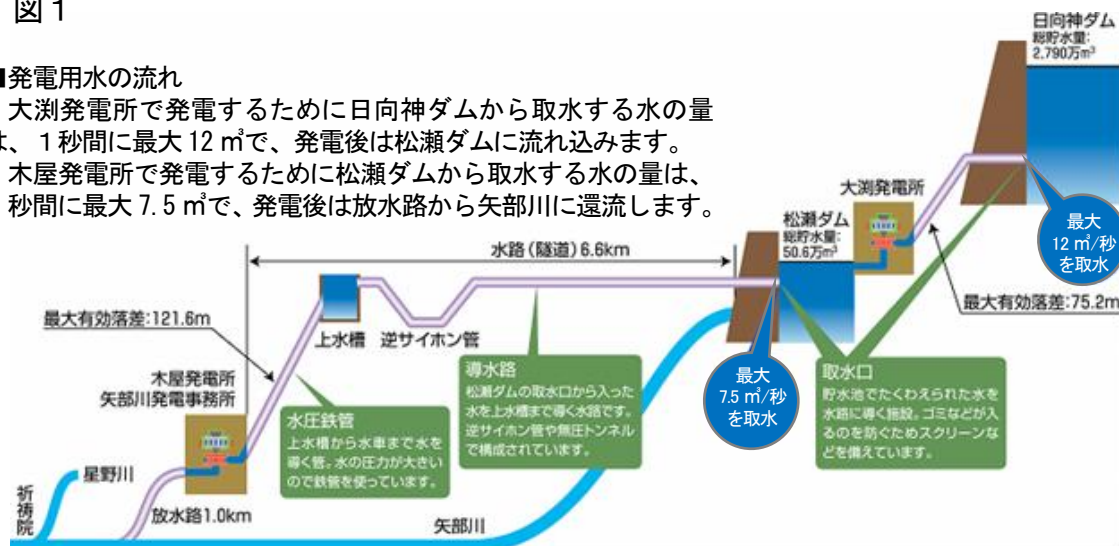 図１
■発電用水の流れ
大渕発電所で発電するために日向神ダムから取水する水の量
は、１秒間に最大 12 ㎥で、発電後は松瀬ダムに流れ込みます。
木屋発電所で発電するために松瀬ダムから取水する水の量は、
秒間に最大 7.5 ㎥で、発電後は放水路から矢部川に還流します。
日向神ダム
総貯水量:
2,790万m³
大渕発電所
最大
12 ㎥/秒
を取水
松瀬ダム
総貯水量:
50.6万m³
水路(隧道)6.6km
最大有効落差:75.2m
最大有効落差:121.6m
上水槽
逆サイホン管
導水路
松瀬ダムの取水口から入った
水を上水槽まで導く水路です。
逆サイホン管や無圧トンネル
で構成されています。
最大
7.5 ㎥/秒
を取水
取水口
貯水池でたくわえられた水を
水路に導く施設。ゴミなどが入
るのを防ぐためスクリーンな
どを備えています。
木屋発電所
矢部川発電事務所
水圧鉄管
上水槽から水車まで水を
導く管。水の圧力が大きい
ので鉄管を使っています。
星野川
祈祷院
放水路1.0km
矢部川